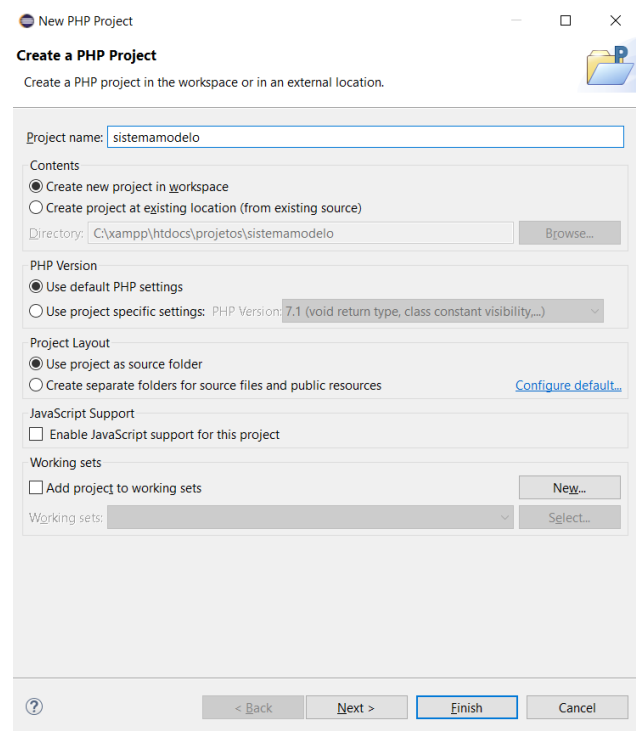 New PHP Project
Create a PHP Project
Create a PHP project in the workspace or in an external location.
P
Project name: sistemamodelo
Contents
Create new project in workspace
Create project at existing location (from existing source)
Directory: C:\xampp\htdocs\projetos\sistemamodelo Browse...
PHP Version
Use default PHP settings
Use project specific settings: PHP Version: 7.1 (void return type, class constant visibility,...)
Project Layout
Use project as source folder
Create separate folders for source files and public resources Configure default...
JavaScript Support
Enable JavaScript support for this project
Working sets
Add project to working sets New...
Working sets: Select...
? < Back Next > Finish Cancel